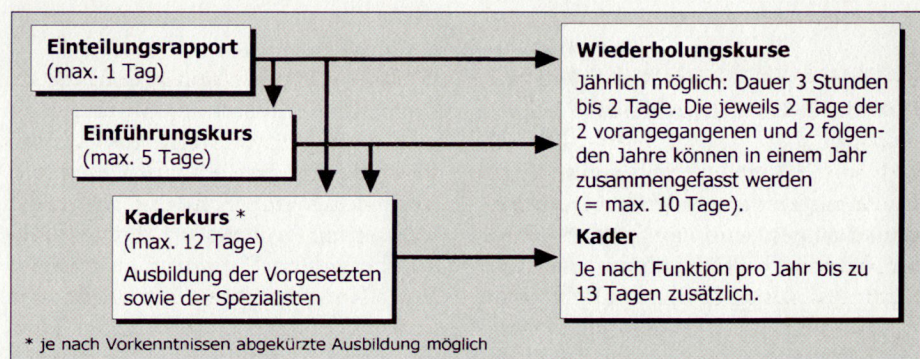 Einteilungsrapport
(max. 1 Tag)
Einführungskurs
(max. 5 Tage)
Kaderkurs *
(max. 12 Tage)
Ausbildung der Vorgesetzten
sowie der Spezialisten
Wiederholungskurse
Jährlich möglich: Dauer 3 Stunden
bis 2 Tage. Die jeweils 2 Tage der
2 vorangegangenen und 2 folgen-
den Jahre können in einem Jahr
zusammengefasst werden
(= max. 10 Tage).
Kader
Je nach Funktion pro Jahr bis zu
13 Tagen zusätzlich.
* je nach Vorkenntnissen abgekürzte Ausbildung möglich